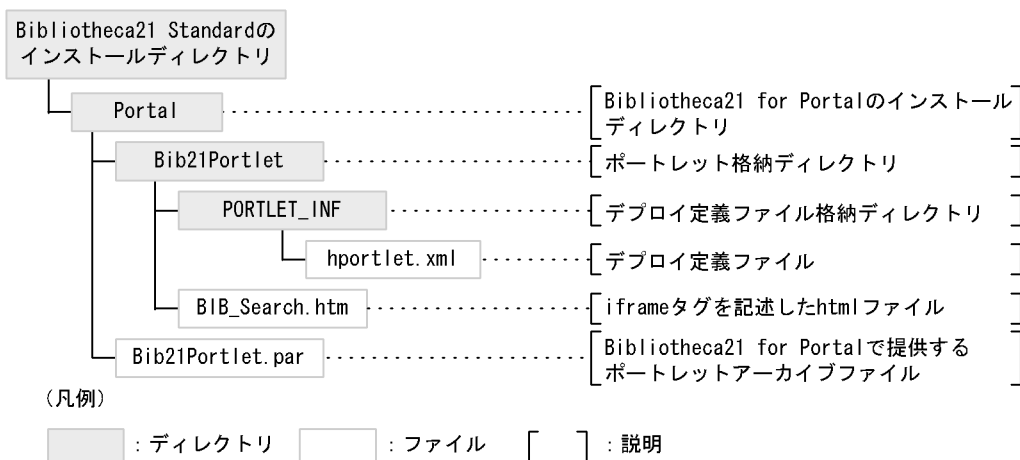 Bibliotheca21 Standardの
インストールディレクトリ
Portal
Bibliotheca21 for Portalのインストール
ディレクトリ
Bib21Portlet
ポートレット格納ディレクトリ
PORTLET_INF
デプロイ定義ファイル格納ディレクトリ
hportlet.xml
デプロイ定義ファイル
BIB_Search.htm
iframeタグを記述したhtmlファイル
Bib21Portlet.par
Bibliotheca21 for Portalで提供する
ポートレットアーカイブファイル
（凡例）
：ディレクトリ ：ファイル ：説明